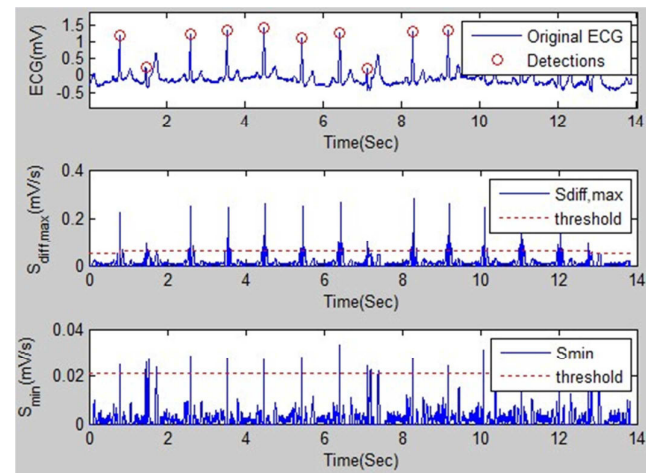 1.5
1
0.5
0
-0.5
ECG(mV)
Original ECG
Detections
0 2 4 6 8 10 12 14
Time(Sec)
0.4
0.2
0
S diff,max (mV/s)
Sdiff,max
threshold
0 2 4 6 8 10 12 14
Time(Sec)
0.04
0.02
0
S min (mV/s)
Smin
threshold
0 2 4 6 8 10 12 14
Time(Sec)